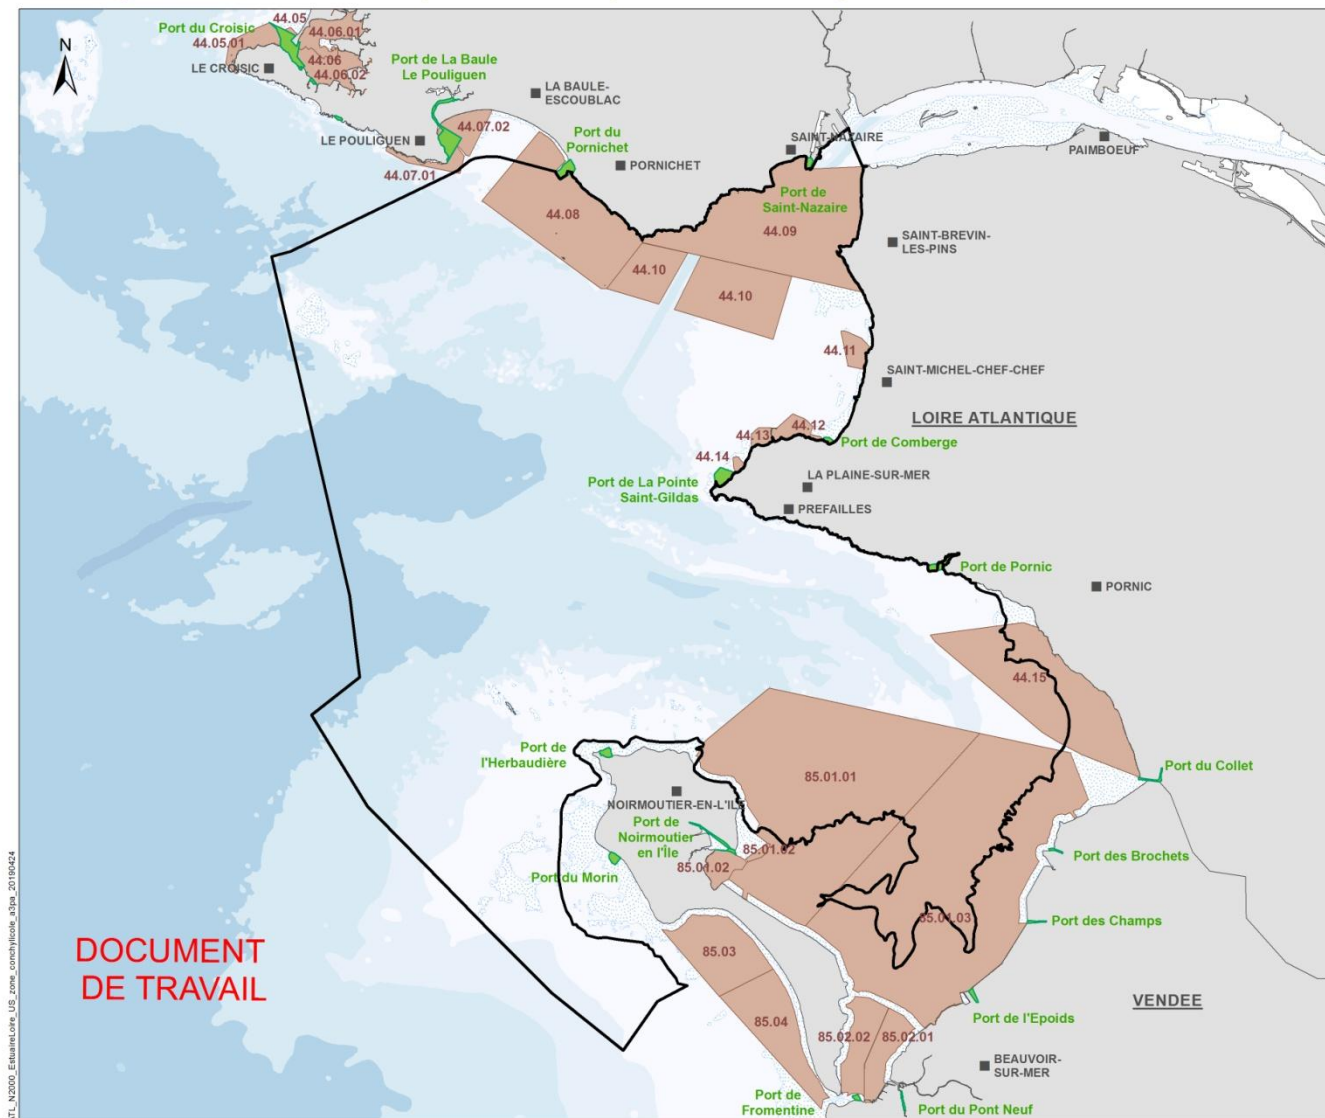 44.05
Port du Croisic
44.06.01
44.05.01
N
44.06
LE CROISIC
44.06.02
Port de La Baule
Le Pouliguen
LA BAULE-
ESCOUBLAC
44.07.02
LE POULIGUEN
Port du
Pornichet
PORNICHET
44.07.01
SAINT-NAZAIRE
PAIMBOEUF
Port de
Saint-Nazaire
44.08
44.09
SAINT-BREVIN-
LES-PINS
44.10
44.10
44.11
SAINT-MICHEL-CHEF-CHEF
LOIRE ATLANTIQUE
44.12
44.13
Port de Comberge
44.14
Port de La Pointe
Saint-Gildas
LA PLAINE-SUR-MER
PREFAILLES
Port de Pornic
PORNIC
44.15
Port de
l'Herbaudière
85.01.01
Port du Collet
NOIRMOUTIER-EN-L'ILE
Port de
Noirmoutier
en l'Île
85.01.02
85.01.02
Port des Brochets
Port du Morin
85.01.03
Port des Champs
85.03
DOCUMENT
DE TRAVAIL
VENDEE
85.04
Port de l'Epoids
85.02.02
85.02.01
BEAUVOIR-
SUR-MER
Port de
Fromentine
Port du Pont Neuf
ATL_N2000_EstuaireLoire_US_zone_conchylicole_a3pa_20190424